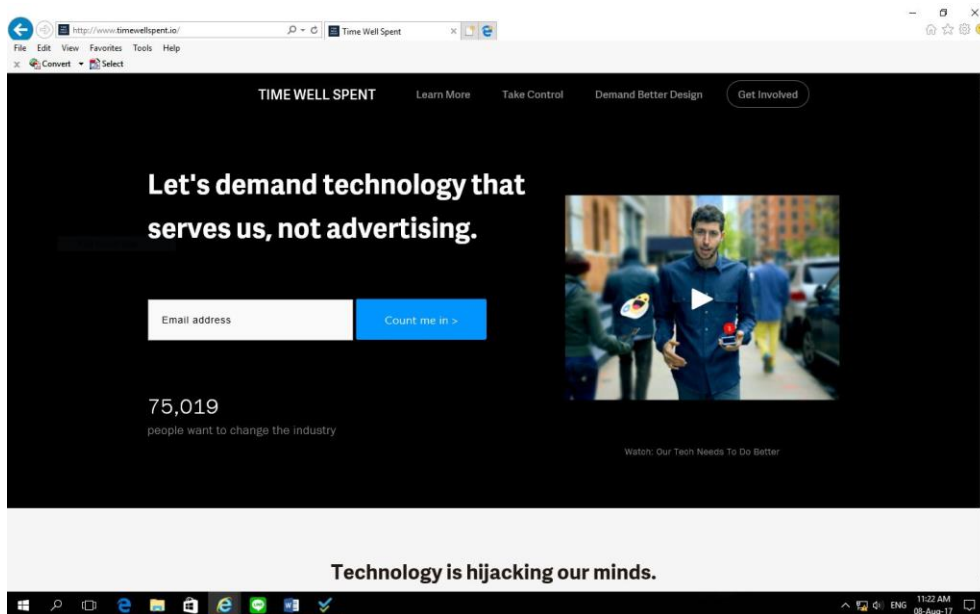 http://www.timewellspent.io/
Time Well Spent
File Edit View Favorites Tools Help
x Convert Select
TIME WELL SPENT Learn More Take Control Demand Better Design Get Involved
Let's demand technology that
serves us, not advertising.
Email address Count me in >
75,019
people want to change the industry
Watch: Our Tech Needs To Do Better
Technology is hijacking our minds.
ENG 11:22 AM
08-Aug-17